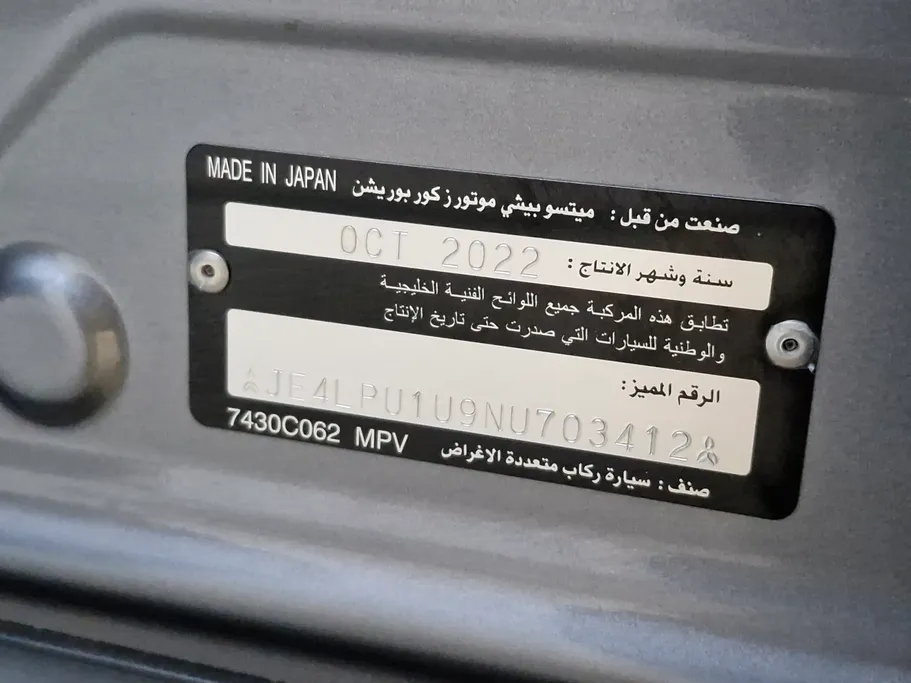 MADE IN JAPAN صنعت من قبل : ميتسوبيشي موتورز كوربوريشن
سنة وشهر الانتاج : OCT 2022
تطابق هذه المركبة جميع اللوائح الفنية الخليجية
والوطنية للسيارات التي صدرت حتى تاريخ الإنتاج
الرقم المميز:
JE4LPU1U9NU703412
7430C062 MPV صنف : سيارة ركاب متعددة الاغراض